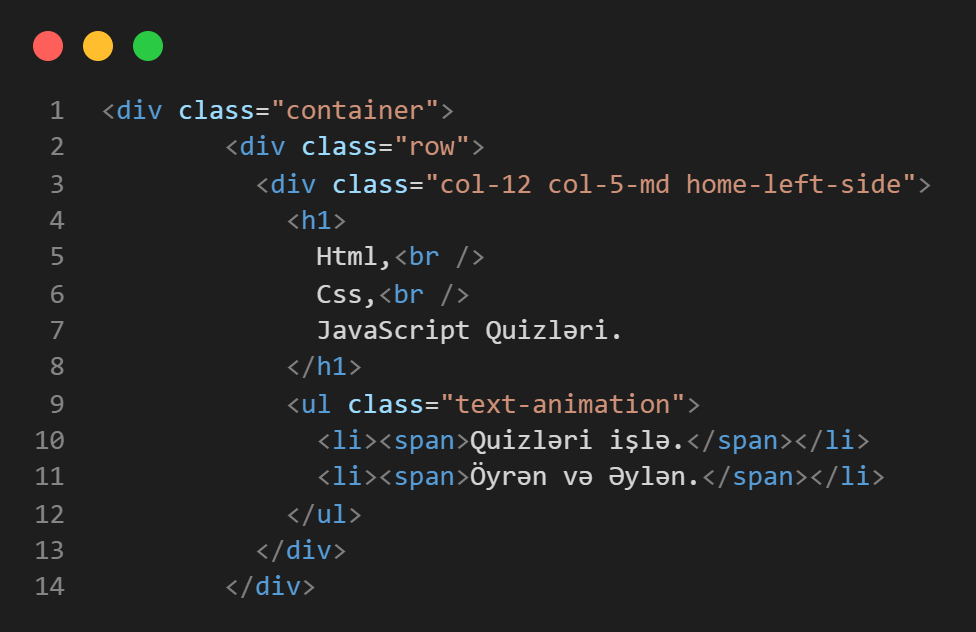 1 <div class="container">
2 <div class="row">
3 <div class="col-12 col-5-md home-left-side">
4 <h1>
5 Html,<br />
6 Css,<br />
7 JavaScript Quizləri.
8 </h1>
9 <ul class="text-animation">
10 <li><span>Quizləri işlə.</span></li>
11 <li><span>Öyrən və Əylən.</span></li>
12 </ul>
13 </div>
14 </div>